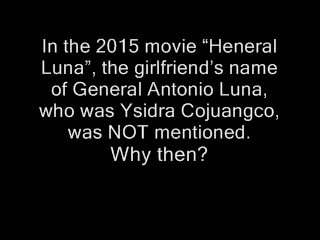 In the 2015 movie “Heneral
Luna”, the girlfriend’s name
of General Antonio Luna,
who was Ysidra Cojuangco,
was NOT mentioned.
Why then?